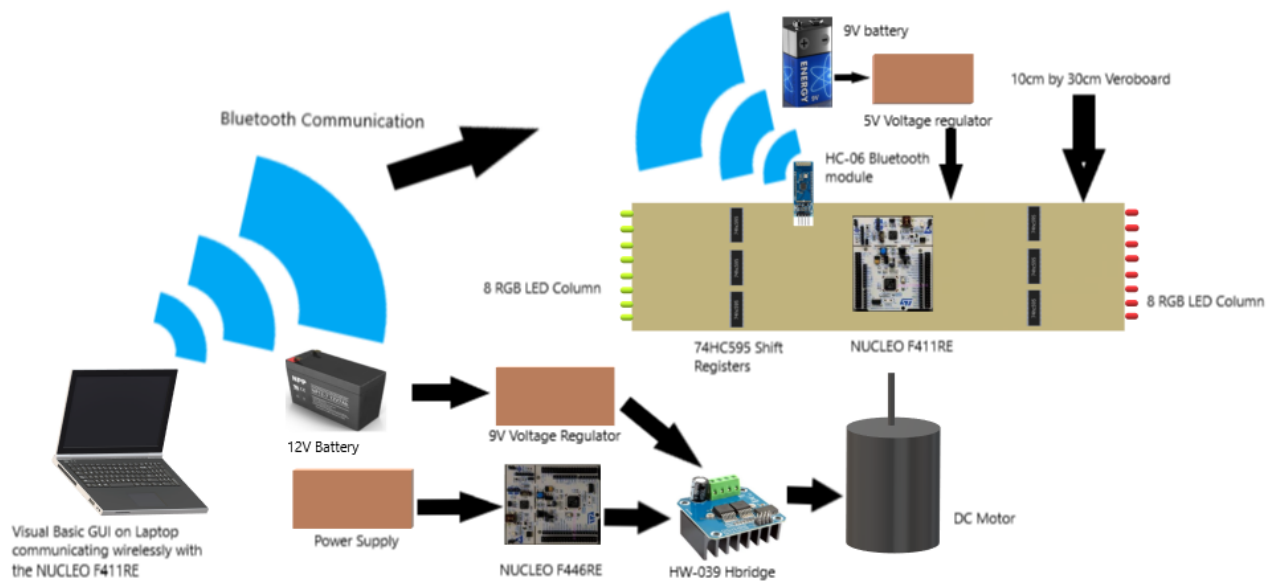 9V battery
ENERGY
10cm by 30cm Veroboard
Bluetooth Communication
5V Voltage regulator
HC-06 Bluetooth
module
8 RGB LED Column
8 RGB LED Column
74HC595 Shift
Registers
NUCLEO F411RE
12V Battery
9V Voltage Regulator
DC Motor
Visual Basic GUI on Laptop
communicating wirelessly with
the NUCLEO F411RE
Power Supply
NUCLEO F446RE
HW-039 Hbridge